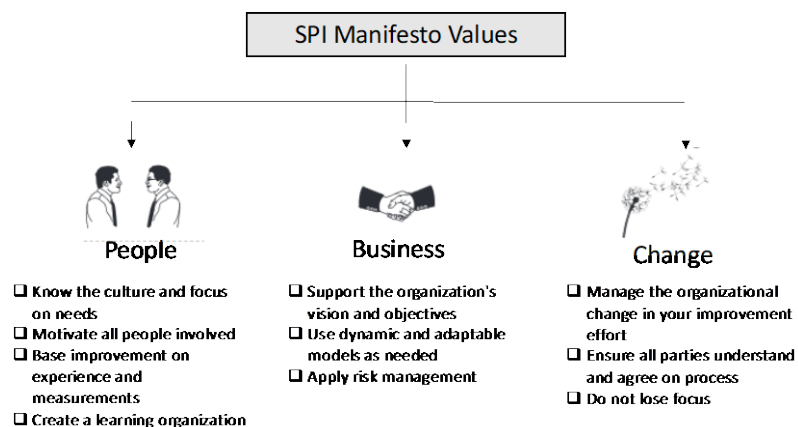 SPI Manifesto Values
People
❑ Know the culture and focus
on needs
❑ Motivate all people involved
❑ Base improvement on
experience and
measurements
❑ Create a learning organization
Business
❑ Support the organization's
vision and objectives
❑ Use dynamic and adaptable
models as needed
❑ Apply risk management
Change
❑ Manage the organizational
change in your improvement
effort
❑ Ensure all parties understand
and agree on process
❑ Do not lose focus